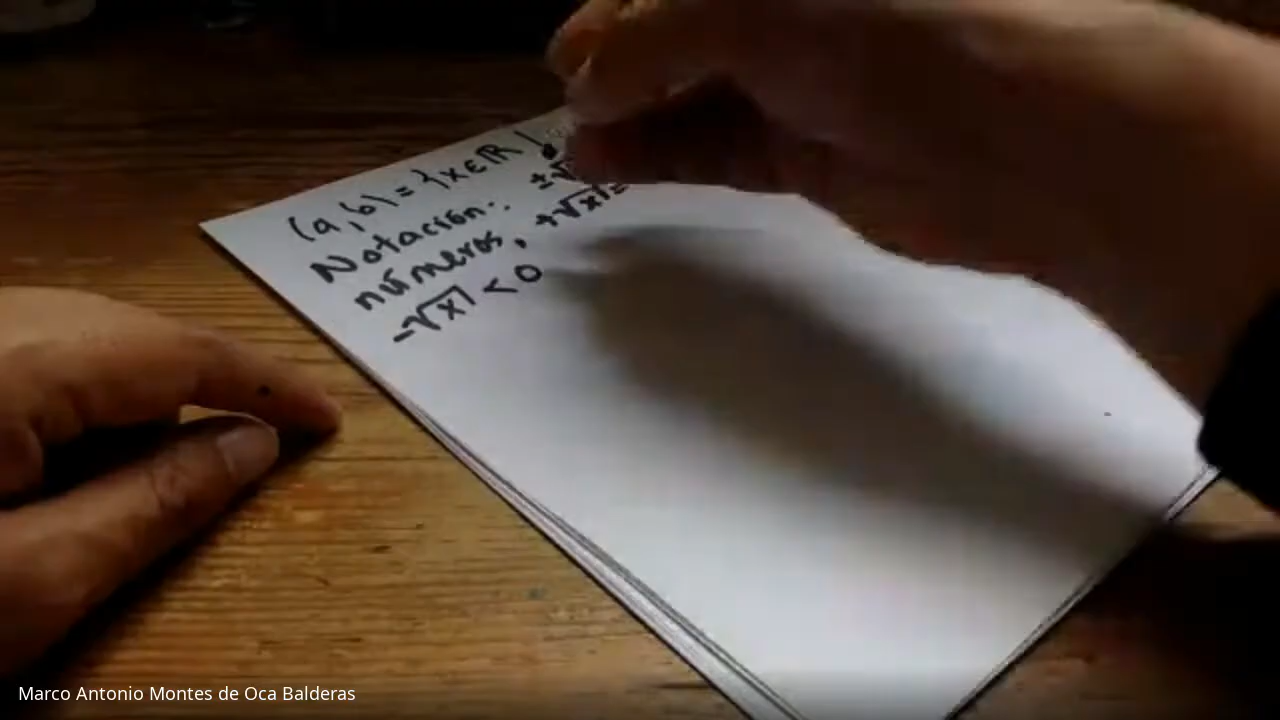 (a,b) = {x∈ℝ |
Notación: ±√
números, +√x =
-√x < 0
Marco Antonio Montes de Oca Balderas